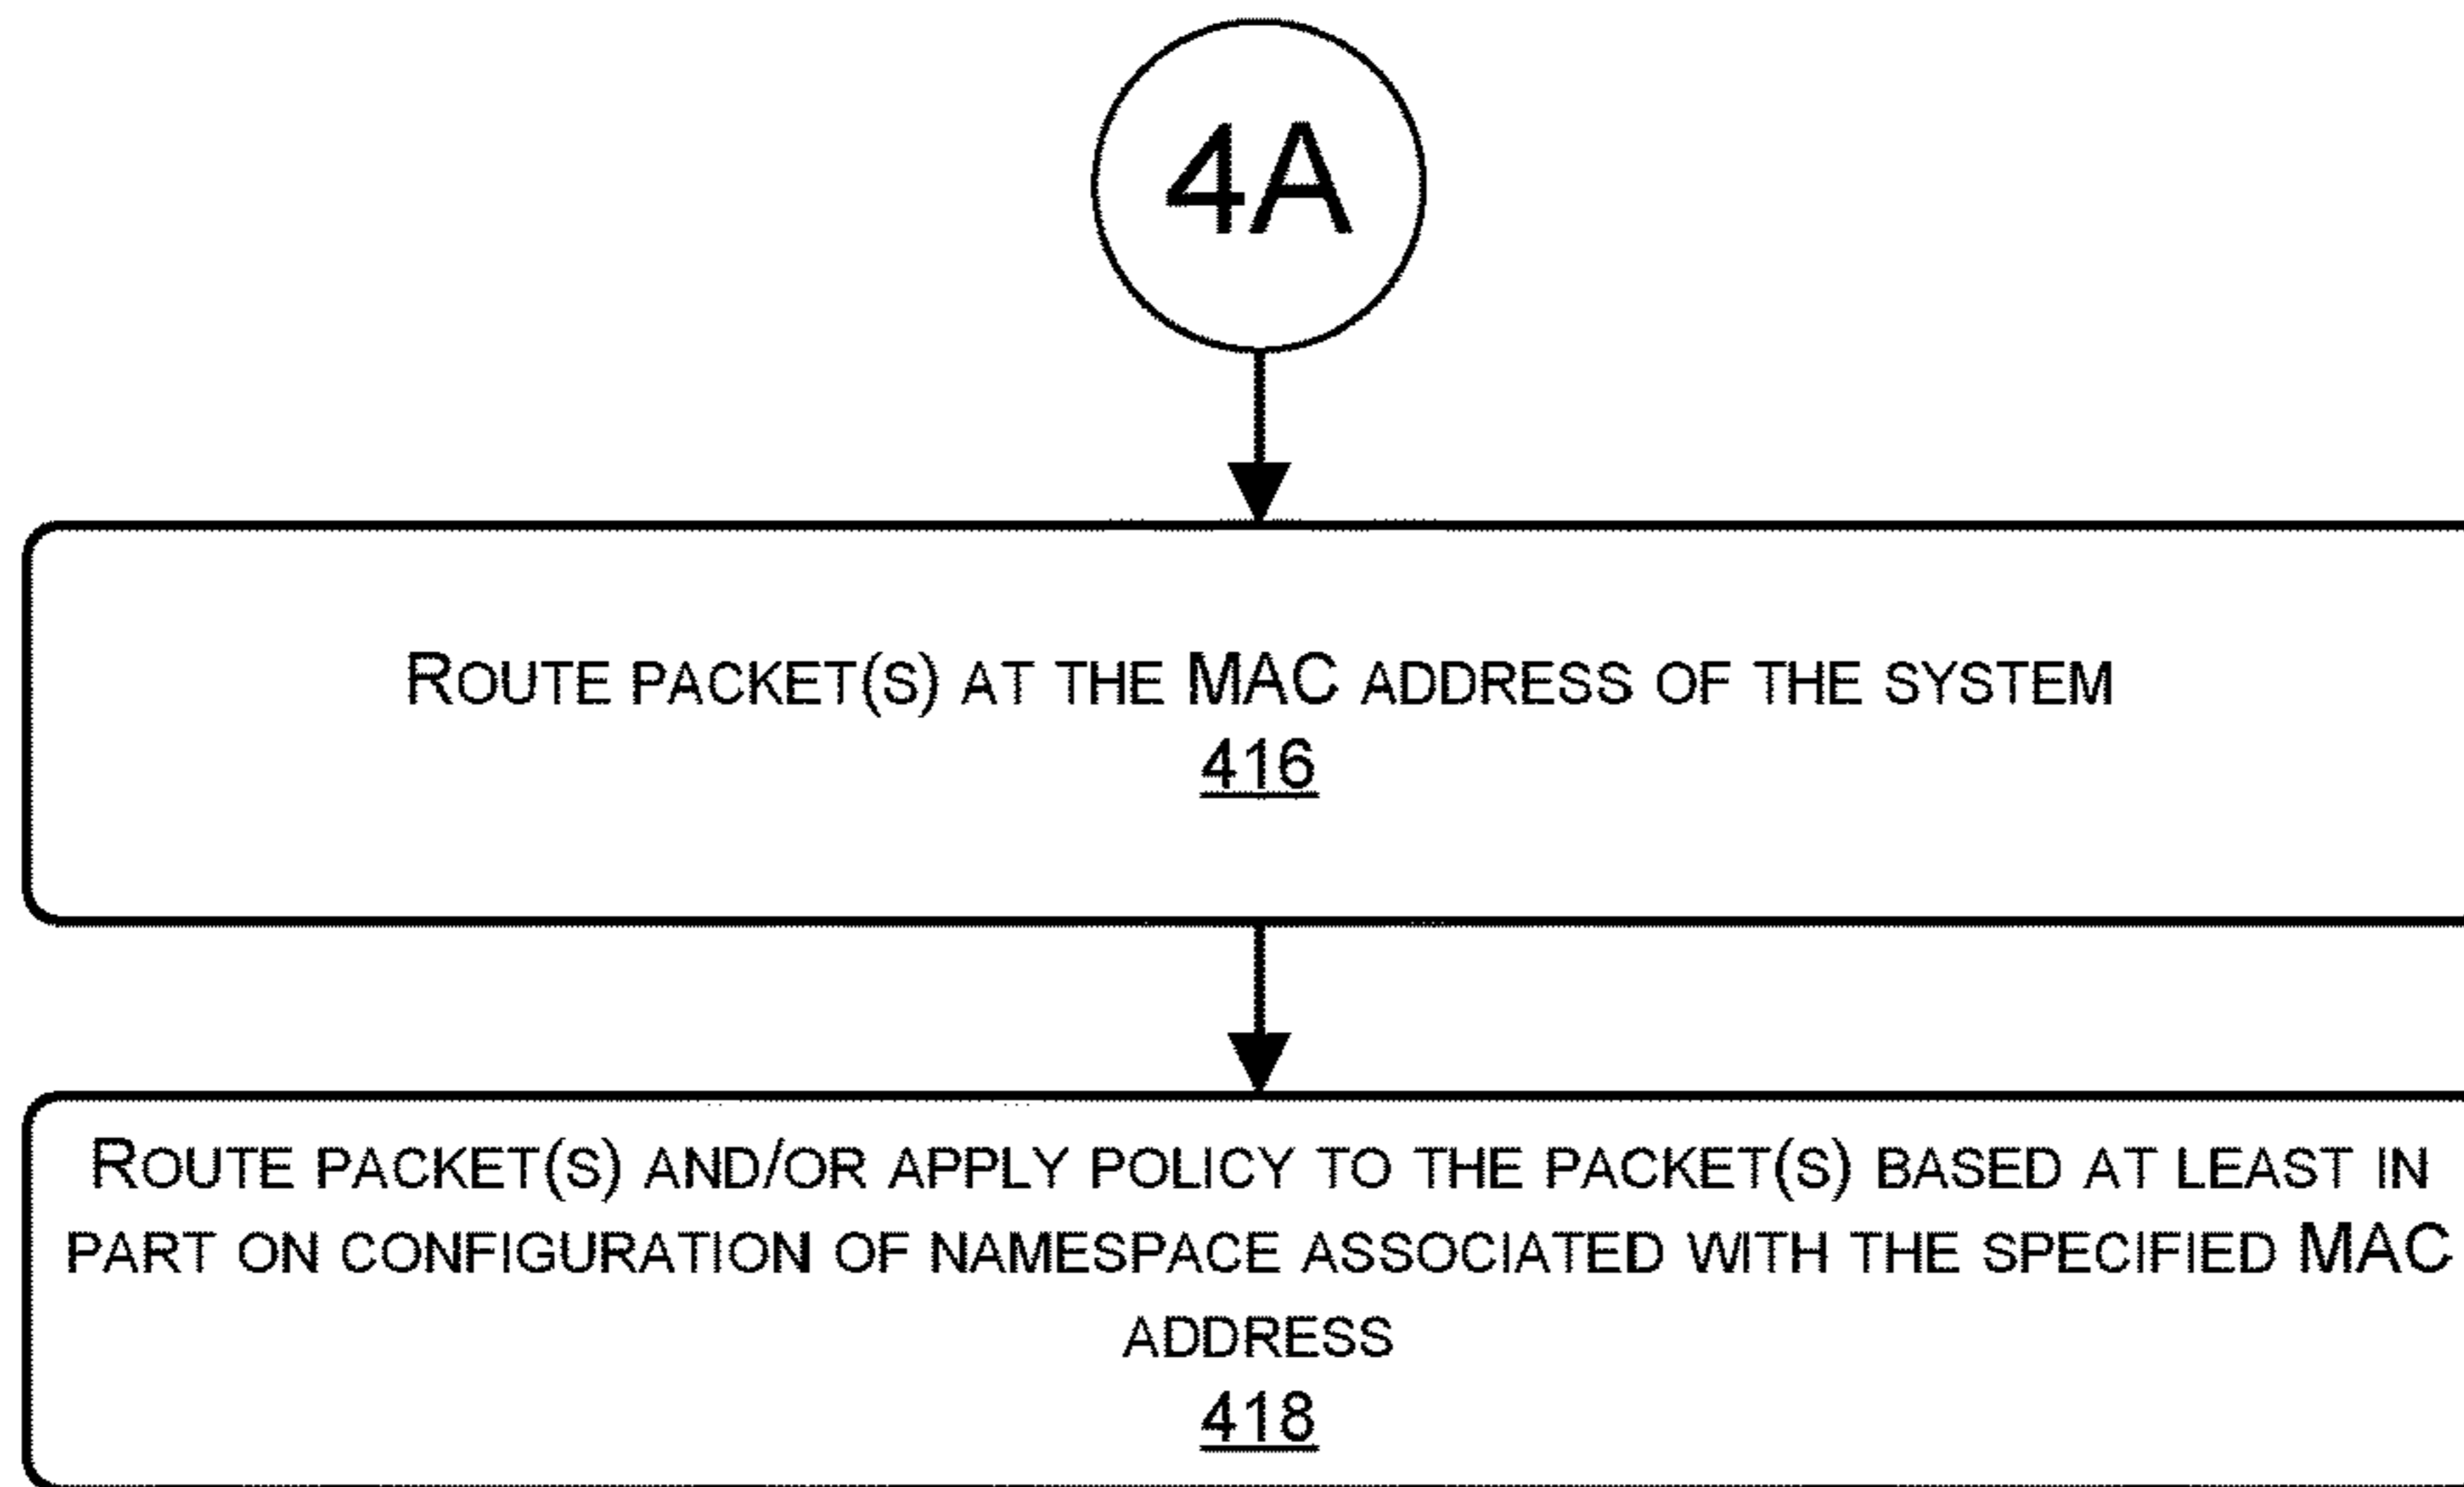 4A
ROUTE PACKET(S) AT THE MAC ADDRESS OF THE SYSTEM
416
ROUTE PACKET(S) AND/OR APPLY POLICY TO THE PACKET(S) BASED AT LEAST IN
PART ON CONFIGURATION OF NAMESPACE ASSOCIATED WITH THE SPECIFIED MAC
ADDRESS
418